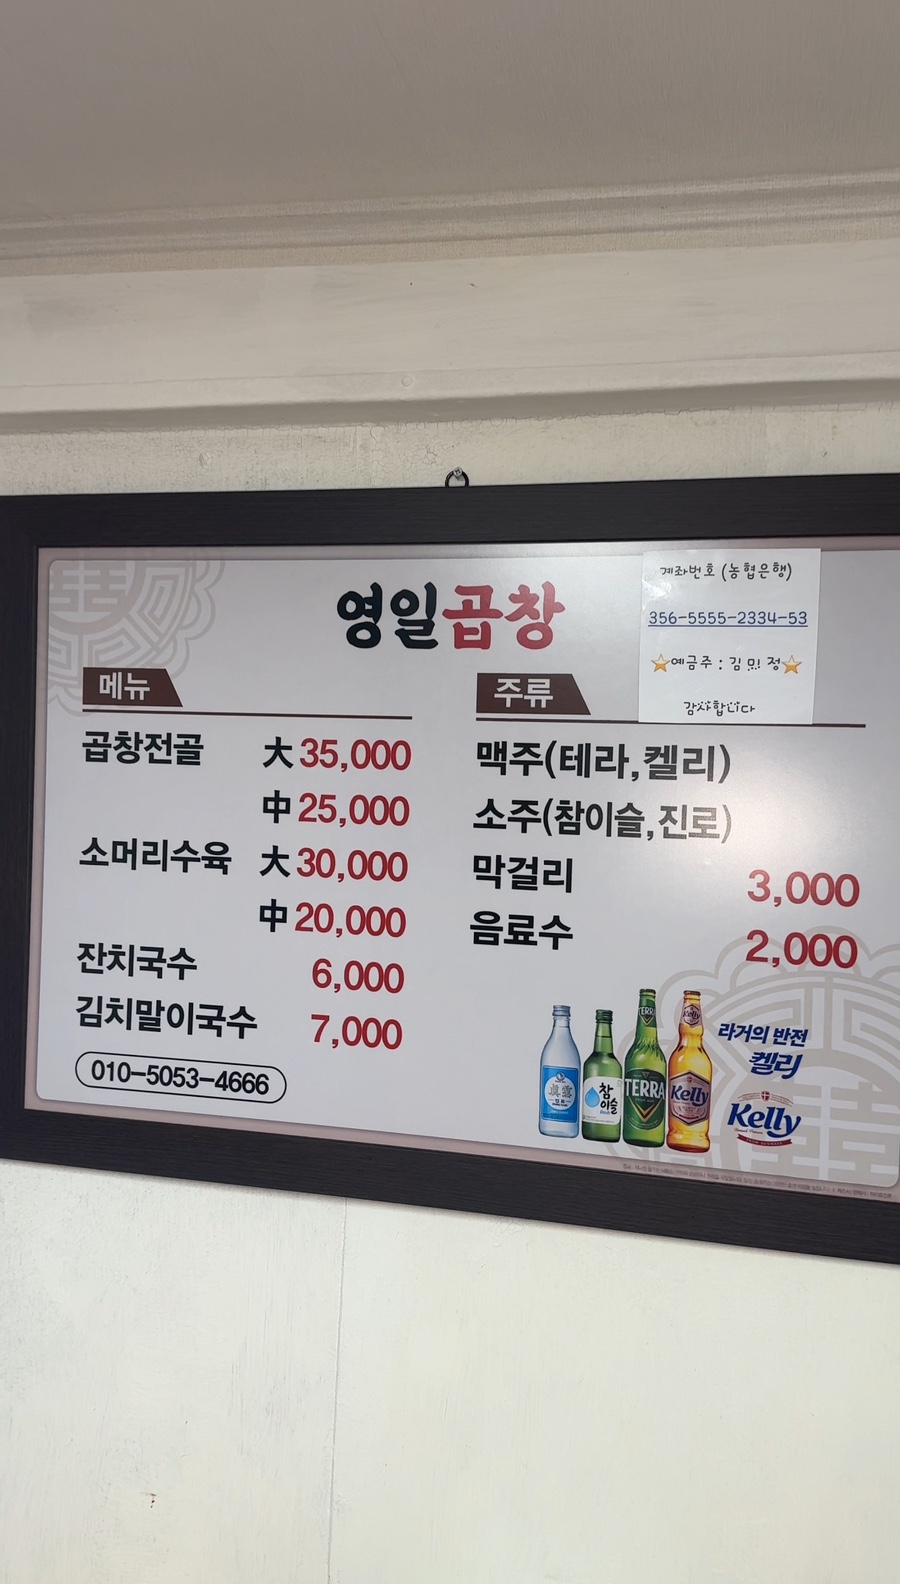 영일곱창
계좌번호 (농협은행)
356-5555-2334-53
⭐예금주 : 김민정⭐
감사합니다
메뉴
곱창전골 大 35,000
中 25,000
소머리수육 大 30,000
中 20,000
잔치국수 6,000
김치말이국수 7,000
010-5053-4666
주류
맥주(테라,켈리)
소주(참이슬,진로)
막걸리 3,000
음료수 2,000
眞露
참이슬
TERRA
TERRA
Kelly
Kelly
라거의 반전
켈리
Kelly